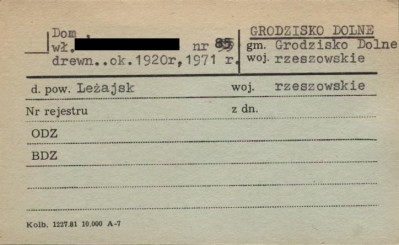 Dom. GRODZISKO DOLNE
wł. nr 85 gm. Grodzisko Dolne
drewn..ok.1920r,1971 r. woj. rzeszowskie
d. pow. Leżajsk woj. rzeszowskie
Nr rejestru z dn.
ODZ
BDZ
Kolb. 1227.81 10.000 A-7